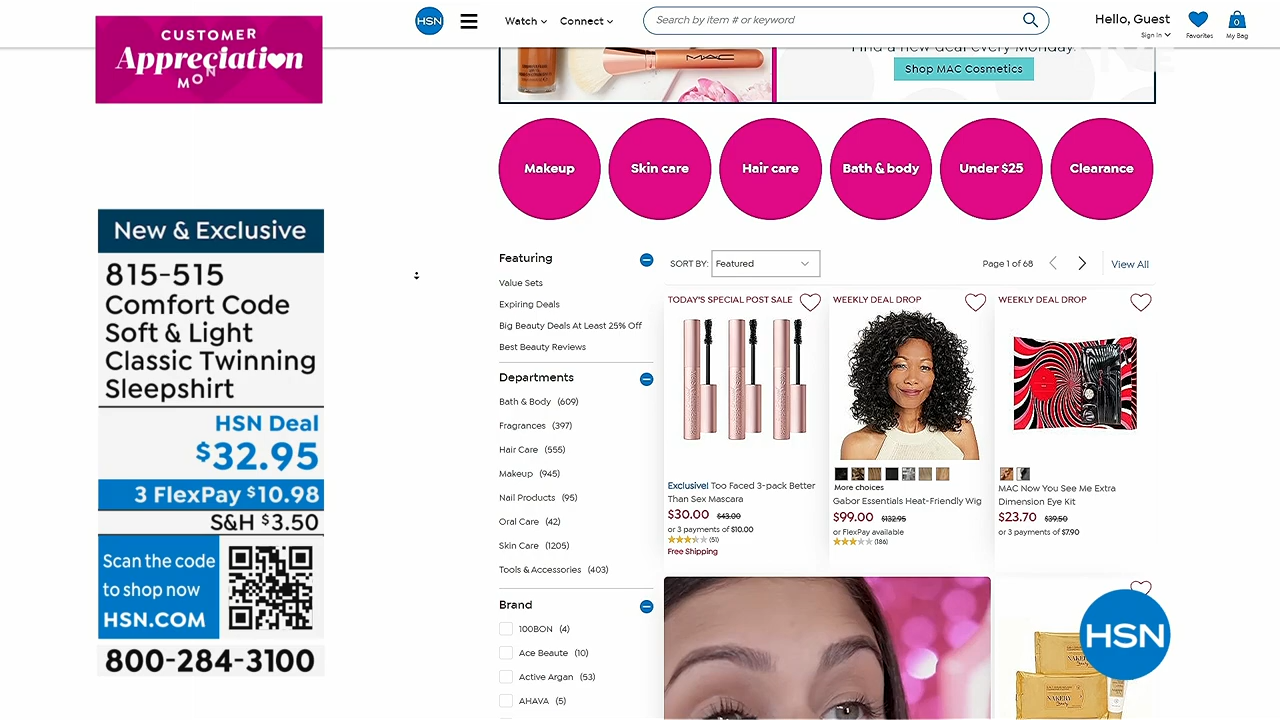 CUSTOMER
Appreciation
MON
New & Exclusive
815-515
Comfort Code
Soft & Light
Classic Twinning
Sleepshirt
HSN Deal
$32.95
3 FlexPay $10.98
S&H $3.50
Scan the code
to shop now
HSN.COM
800-284-3100
HSN
Watch
Connect
Search by item # or keyword
Hello, Guest
Sign In
Favorites
0
My Bag
MAC
Find a new deal every Monday.
Shop MAC Cosmetics
Makeup
Skin care
Hair care
Bath & body
Under $25
Clearance
Featuring
Value Sets
Expiring Deals
Big Beauty Deals At Least 25% Off
Best Beauty Reviews
Departments
Bath & Body (609)
Fragrances (397)
Hair Care (555)
Makeup (945)
Nail Products (95)
Oral Care (42)
Skin Care (1205)
Tools & Accessories (403)
Brand
100BON (4)
Ace Beaute (10)
Active Argan (53)
AHAVA (5)
SORT BY: Featured
Page 1 of 68
View All
TODAY'S SPECIAL POST SALE
Exclusive! Too Faced 3-pack Better
Than Sex Mascara
$30.00 $43.00
or 3 payments of $10.00
(51)
Free Shipping
WEEKLY DEAL DROP
More choices
Gabor Essentials Heat-Friendly Wig
$99.00 $132.95
or FlexPay available
(186)
WEEKLY DEAL DROP
MAC Now You See Me Extra
Dimension Eye Kit
$23.70 $39.50
or 3 payments of $7.90
HSN